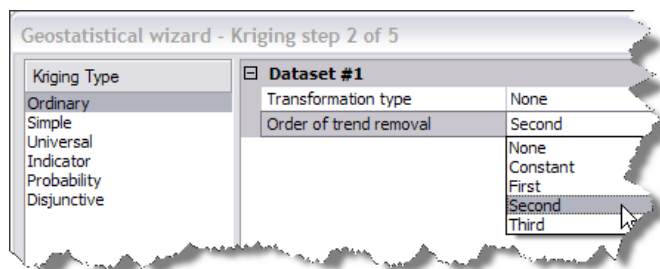 Geostatistical wizard - Kriging step 2 of 5
Kriging Type
Ordinary
Simple
Universal
Indicator
Probability
Disjunctive
Dataset #1
Transformation type None
Order of trend removal Second
None
Constant
First
Second
Third